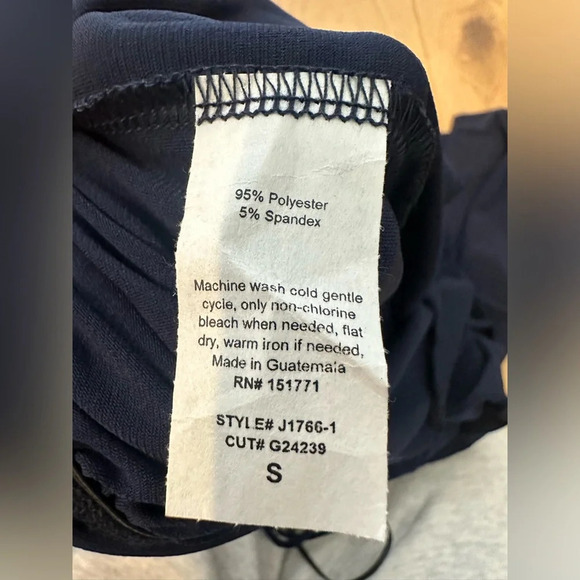 95% Polyester
5% Spandex
Machine wash cold gentle
cycle, only non-chlorine
bleach when needed, flat
dry, warm iron if needed,
Made in Guatemala
RN# 151771
STYLE# J1766-1
CUT# G24239
S